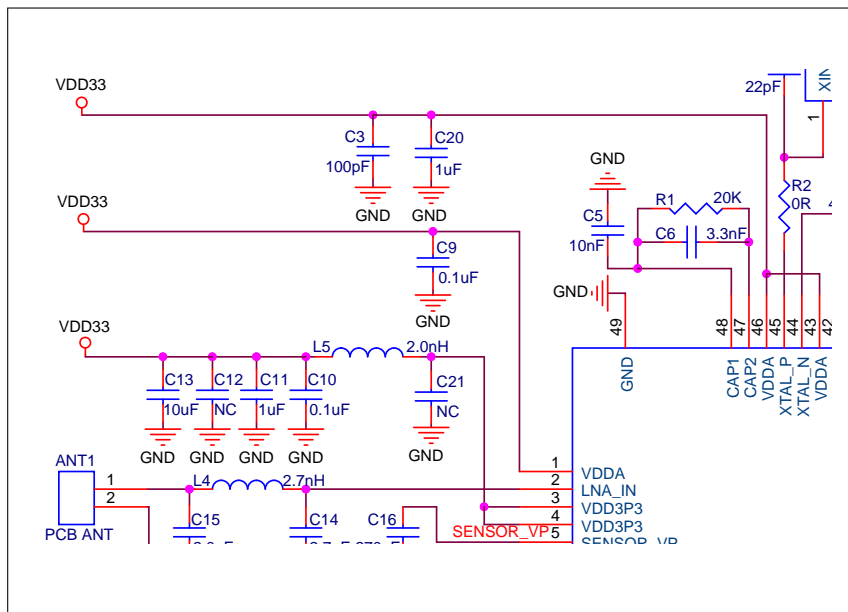 VDD33
22pF
XIN
1
C3
100pF
GND
C20
1uF
GND
GND
C5
10nF
R1
20K
C6
3.3nF
R2
0R
VDD33
C9
0.1uF
GND
GND
49
48
47
46
45
44
43
42
GND
CAP1
CAP2
VDDA
XTAL_P
XTAL_N
VDDA
VDD33
L5
2.0nH
C13
10uF
GND
C12
NC
GND
C11
1uF
GND
C10
0.1uF
GND
C21
NC
GND
ANT1
1
2
PCB ANT
L4
2.7nH
C15
C14
C16
SENSOR_VP
1
2
3
4
5
VDDA
LNA_IN
VDD3P3
VDD3P3
SENSOR_VP